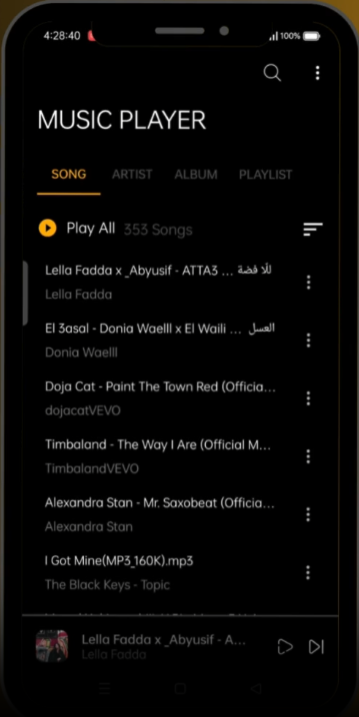 4:28:40
100%
MUSIC PLAYER
SONG ARTIST ALBUM PLAYLIST
Play All 353 Songs
Lella Fadda x _Abyusif - ATTA3 ... للّا فضة
Lella Fadda
El 3asal - Donia Waelll x El Waili ... العسل
Donia Waelll
Doja Cat - Paint The Town Red (Officia...
dojacatVEVO
Timbaland - The Way I Are (Official M...
TimbalandVEVO
Alexandra Stan - Mr. Saxobeat (Officia...
Alexandra Stan
I Got Mine(MP3_160K).mp3
The Black Keys - Topic
Lella Fadda x _Abyusif - A...
Lella Fadda